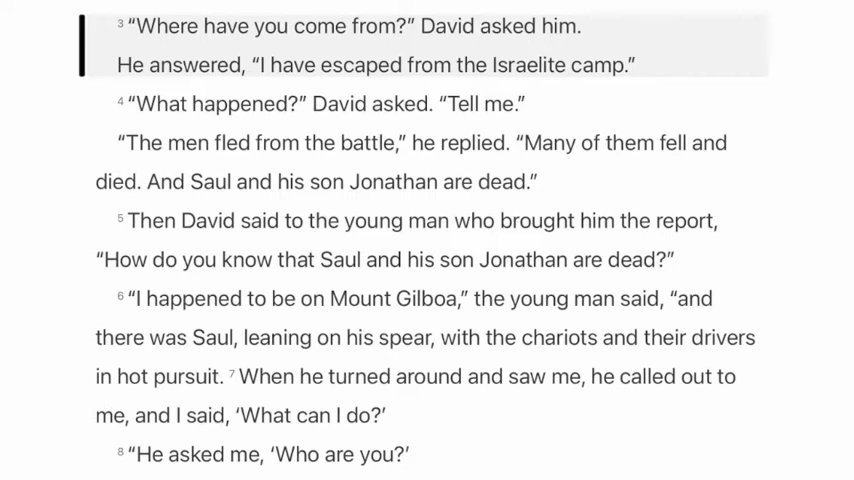 3 “Where have you come from?” David asked him.
He answered, “I have escaped from the Israelite camp.”
4 “What happened?” David asked. “Tell me.”
“The men fled from the battle,” he replied. “Many of them fell and
died. And Saul and his son Jonathan are dead.”
5 Then David said to the young man who brought him the report,
“How do you know that Saul and his son Jonathan are dead?”
6 “I happened to be on Mount Gilboa,” the young man said, “and
there was Saul, leaning on his spear, with the chariots and their drivers
in hot pursuit. 7 When he turned around and saw me, he called out to
me, and I said, ‘What can I do?’
8 “He asked me, ‘Who are you?’